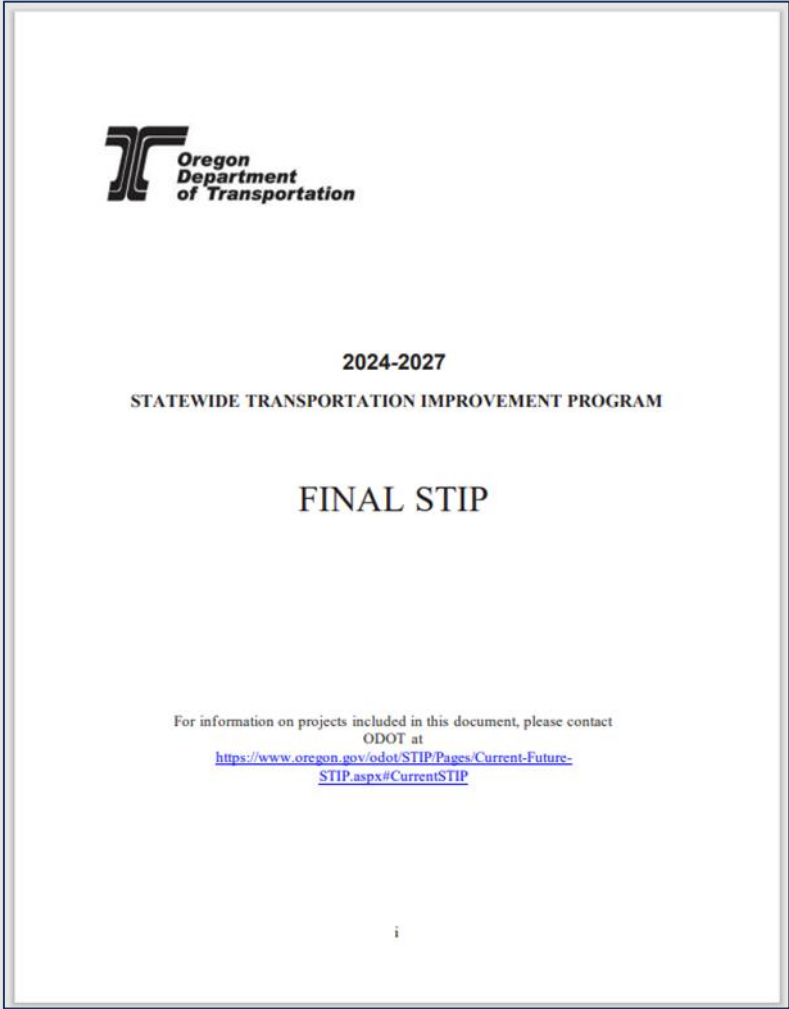 Oregon
Department
of Transportation
2024-2027
STATEWIDE TRANSPORTATION IMPROVEMENT PROGRAM
FINAL STIP
For information on projects included in this document, please contact
ODOT at
https://www.oregon.gov/odot/STIP/Pages/Current-Future-
STIP.aspx#CurrentSTIP
i